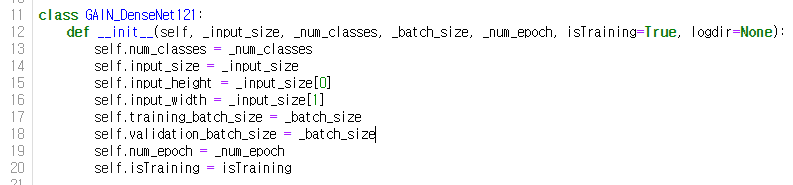 11 class GAIN_DenseNet121:
12 def __init__(self, _input_size, _num_classes, _batch_size, _num_epoch, isTraining=True, logdir=None):
13 self.num_classes = _num_classes
14 self.input_size = _input_size
15 self.input_height = _input_size[0]
16 self.input_width = _input_size[1]
17 self.training_batch_size = _batch_size
18 self.validation_batch_size = _batch_size
19 self.num_epoch = _num_epoch
20 self.isTraining = isTraining